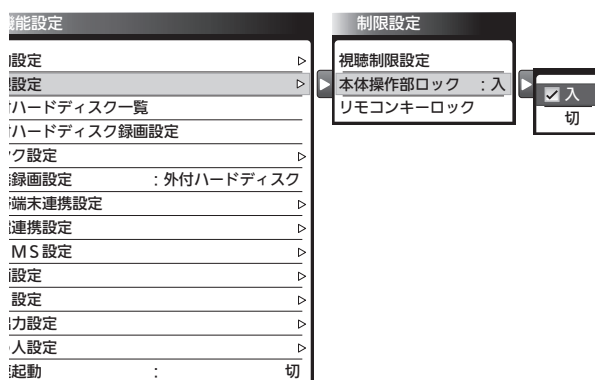 能設定
設定
設定
ハードディスク一覧
ハードディスク録画設定
ク設定
録画設定 :外付ハードディスク
端末連携設定
連携設定
MS設定
設定
設定
力設定
人設定
起動 : 切
制限設定
視聴制限設定
本体操作部ロック :入
リモコンキーロック
入
切